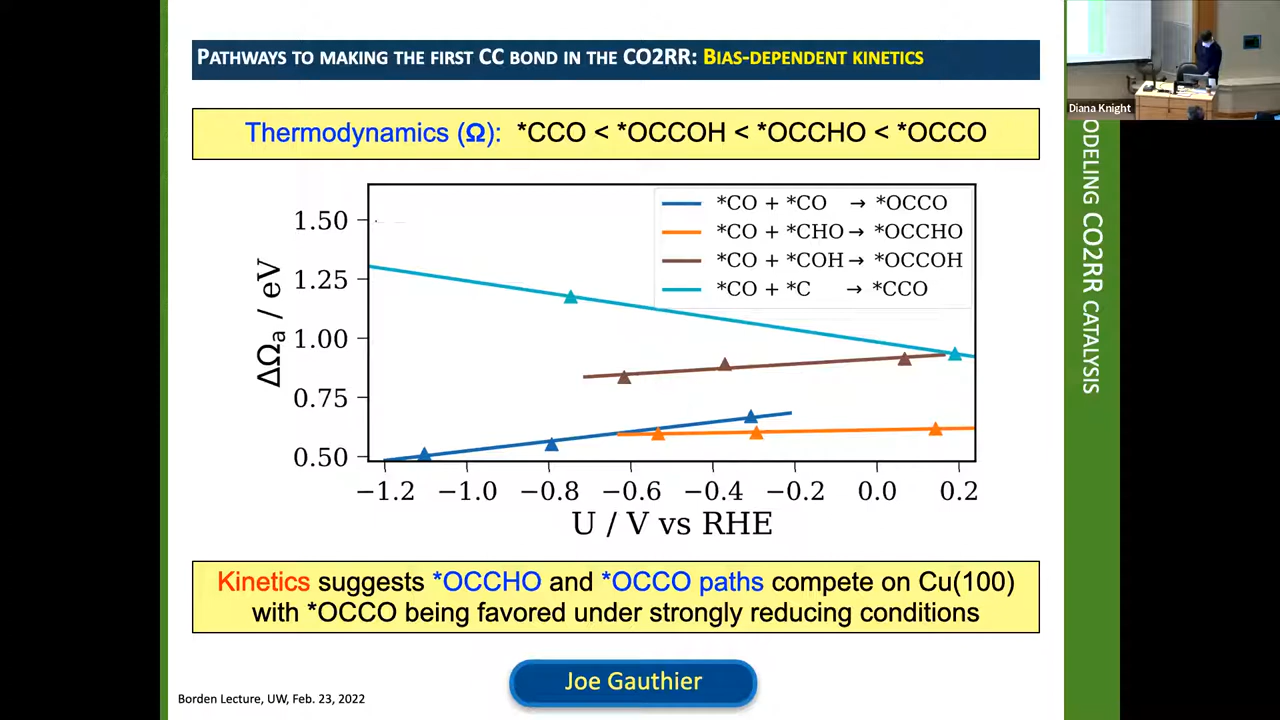 PATHWAYS TO MAKING THE FIRST CC BOND IN THE CO2RR: BIAS-DEPENDENT KINETICS
Thermodynamics (Ω): *CCO < *OCCOH < *OCCHO < *OCCO
*CO + *CO → *OCCO
*CO + *CHO → *OCCHO
*CO + *COH → *OCCOH
*CO + *C → *CCO
1.50
1.25
1.00
0.75
0.50
ΔΩa / eV
−1.2 −1.0 −0.8 −0.6 −0.4 −0.2 0.0 0.2
U / V vs RHE
Kinetics suggests *OCCHO and *OCCO paths compete on Cu(100)
with *OCCO being favored under strongly reducing conditions
Joe Gauthier
Borden Lecture, UW, Feb. 23, 2022
Diana Knight
ODELING CO2RR CATALYSIS